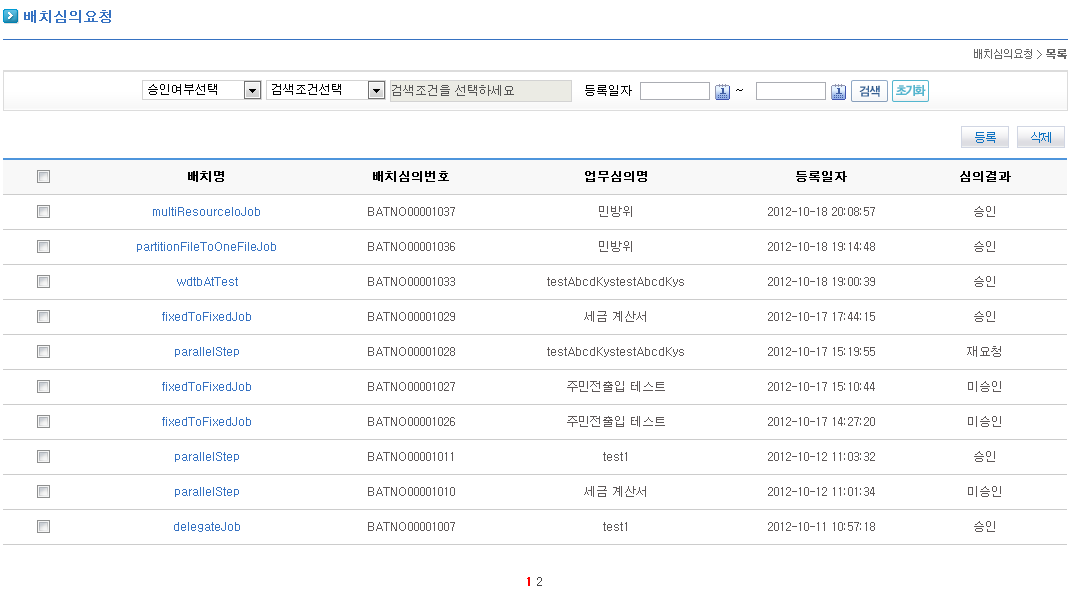 배치심의요청
배치심의요청 > 목록
승인여부선택 검색조건선택 검색조건을 선택하세요 등록일자 ~ 검색 초기화
등록 삭제
배치명 배치심의번호 업무심의명 등록일자 심의결과
multiResourceIoJob BATNO00001037 민방위 2012-10-18 20:08:57 승인
partitionFileToOneFileJob BATNO00001036 민방위 2012-10-18 19:14:48 승인
wdtbAtTest BATNO00001033 testAbcdKystestAbcdKys 2012-10-18 19:00:39 승인
fixedToFixedJob BATNO00001029 세금 계산서 2012-10-17 17:44:15 승인
parallelStep BATNO00001028 testAbcdKystestAbcdKys 2012-10-17 15:19:55 재요청
fixedToFixedJob BATNO00001027 주민전출입 테스트 2012-10-17 15:10:44 미승인
fixedToFixedJob BATNO00001026 주민전출입 테스트 2012-10-17 14:27:20 미승인
parallelStep BATNO00001011 test1 2012-10-12 11:03:32 승인
parallelStep BATNO00001010 세금 계산서 2012-10-12 11:01:34 미승인
delegateJob BATNO00001007 test1 2012-10-11 10:57:18 승인
1 2